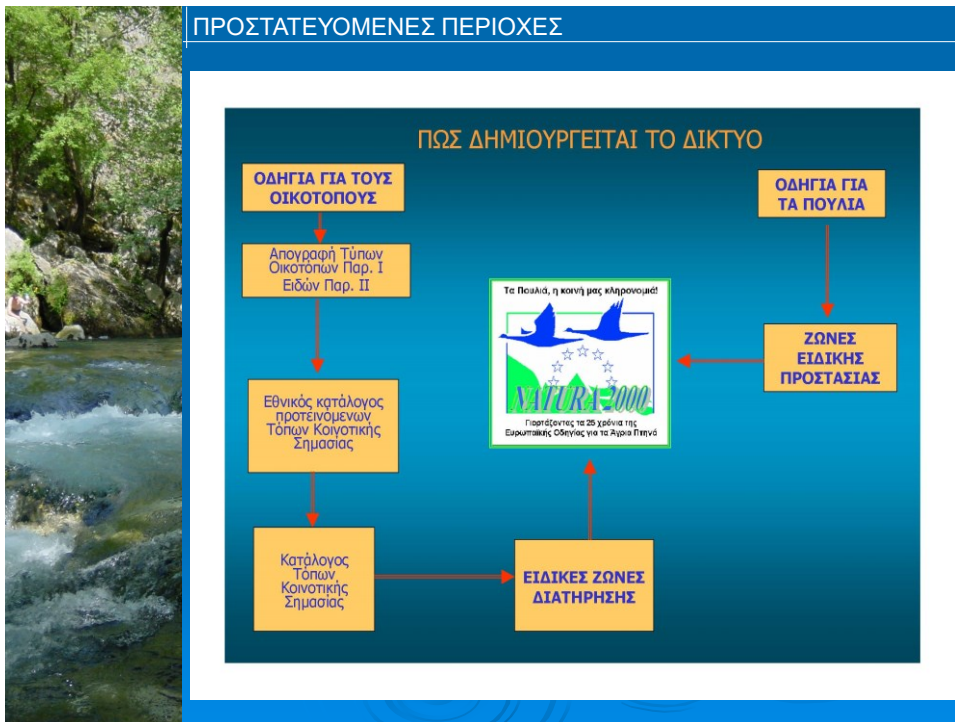 ΠΡΟΣΤΑΤΕΥΟΜΕΝΕΣ ΠΕΡΙΟΧΕΣ
ΠΩΣ ΔΗΜΙΟΥΡΓΕΙΤΑΙ ΤΟ ΔΙΚΤΥΟ
ΟΔΗΓΙΑ ΓΙΑ ΤΟΥΣ
ΟΙΚΟΤΟΠΟΥΣ
Απογραφή Τύπων
Οικοτόπων Παρ. Ι
Ειδών Παρ. ΙΙ
Εθνικός κατάλογος
προτεινόμενων
Τόπων Κοινοτικής
Σημασίας
Κατάλογος
Τόπων
Κοινοτικής
Σημασίας
ΕΙΔΙΚΕΣ ΖΩΝΕΣ
ΔΙΑΤΗΡΗΣΗΣ
Τα Πουλιά, η κοινή μας κληρονομιά!
NATURA 2000
Γιορτάζοντας τα 25 χρόνια της
Ευρωπαϊκής Οδηγίας για τα Άγρια Πτηνά
ΟΔΗΓΙΑ ΓΙΑ
ΤΑ ΠΟΥΛΙΑ
ΖΩΝΕΣ
ΕΙΔΙΚΗΣ
ΠΡΟΣΤΑΣΙΑΣ